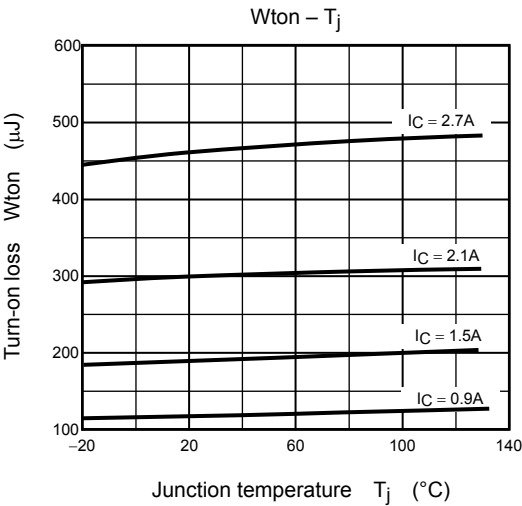 Wton – Tj
600
500
400
300
200
100
Turn-on loss Wton (μJ)
IC = 2.7A
IC = 2.1A
IC = 1.5A
IC = 0.9A
–20
20
60
100
140
Junction temperature Tj (°C)